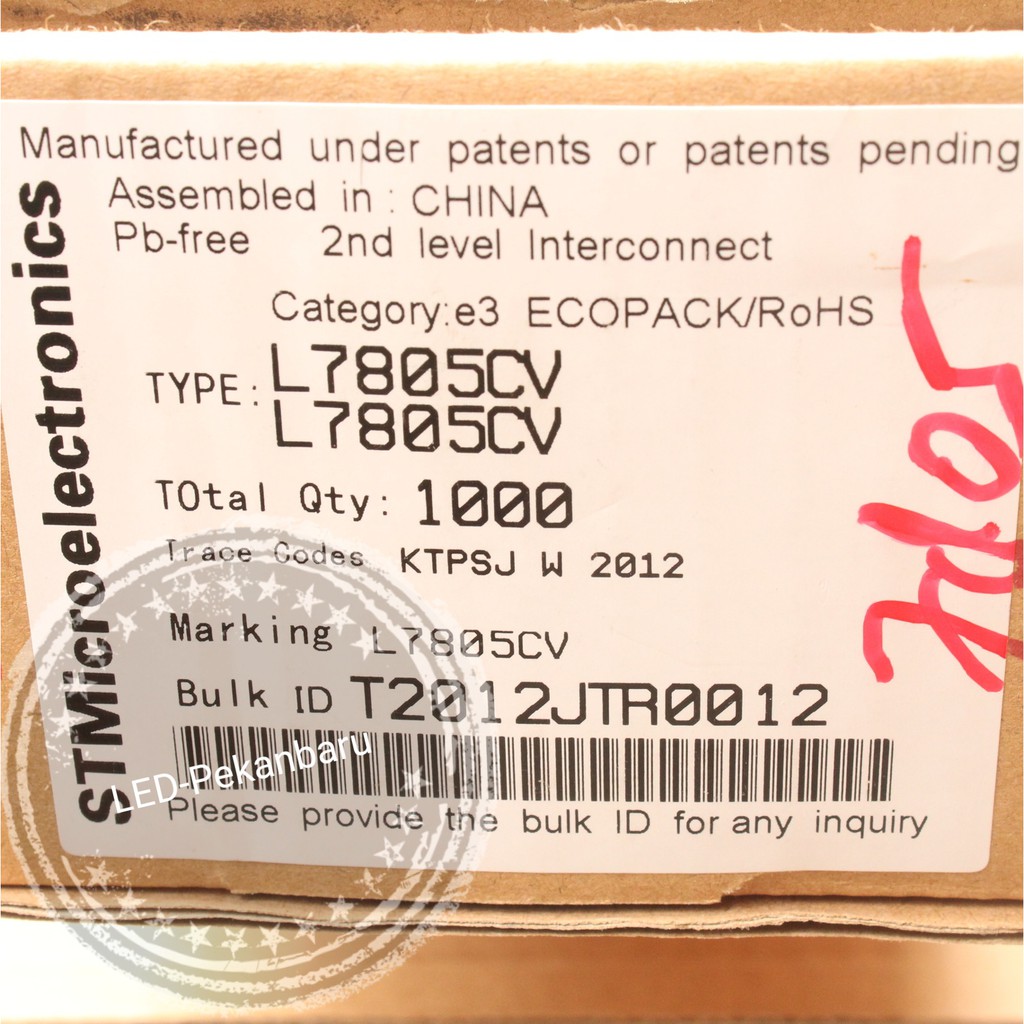 Manufactured under patents or patents pending
Assembled in : CHINA
Pb-free 2nd level Interconnect
Category:e3 ECOPACK/RoHS
TYPE: L7805CV
L7805CV
TOtal Qty: 1000
Trace Codes KTPSJ W 2012
Marking L7805CV
Bulk ID T2012JTR0012
Please provide the bulk ID for any inquiry
STMicroelectronics
LED-Pekanbaru
7805